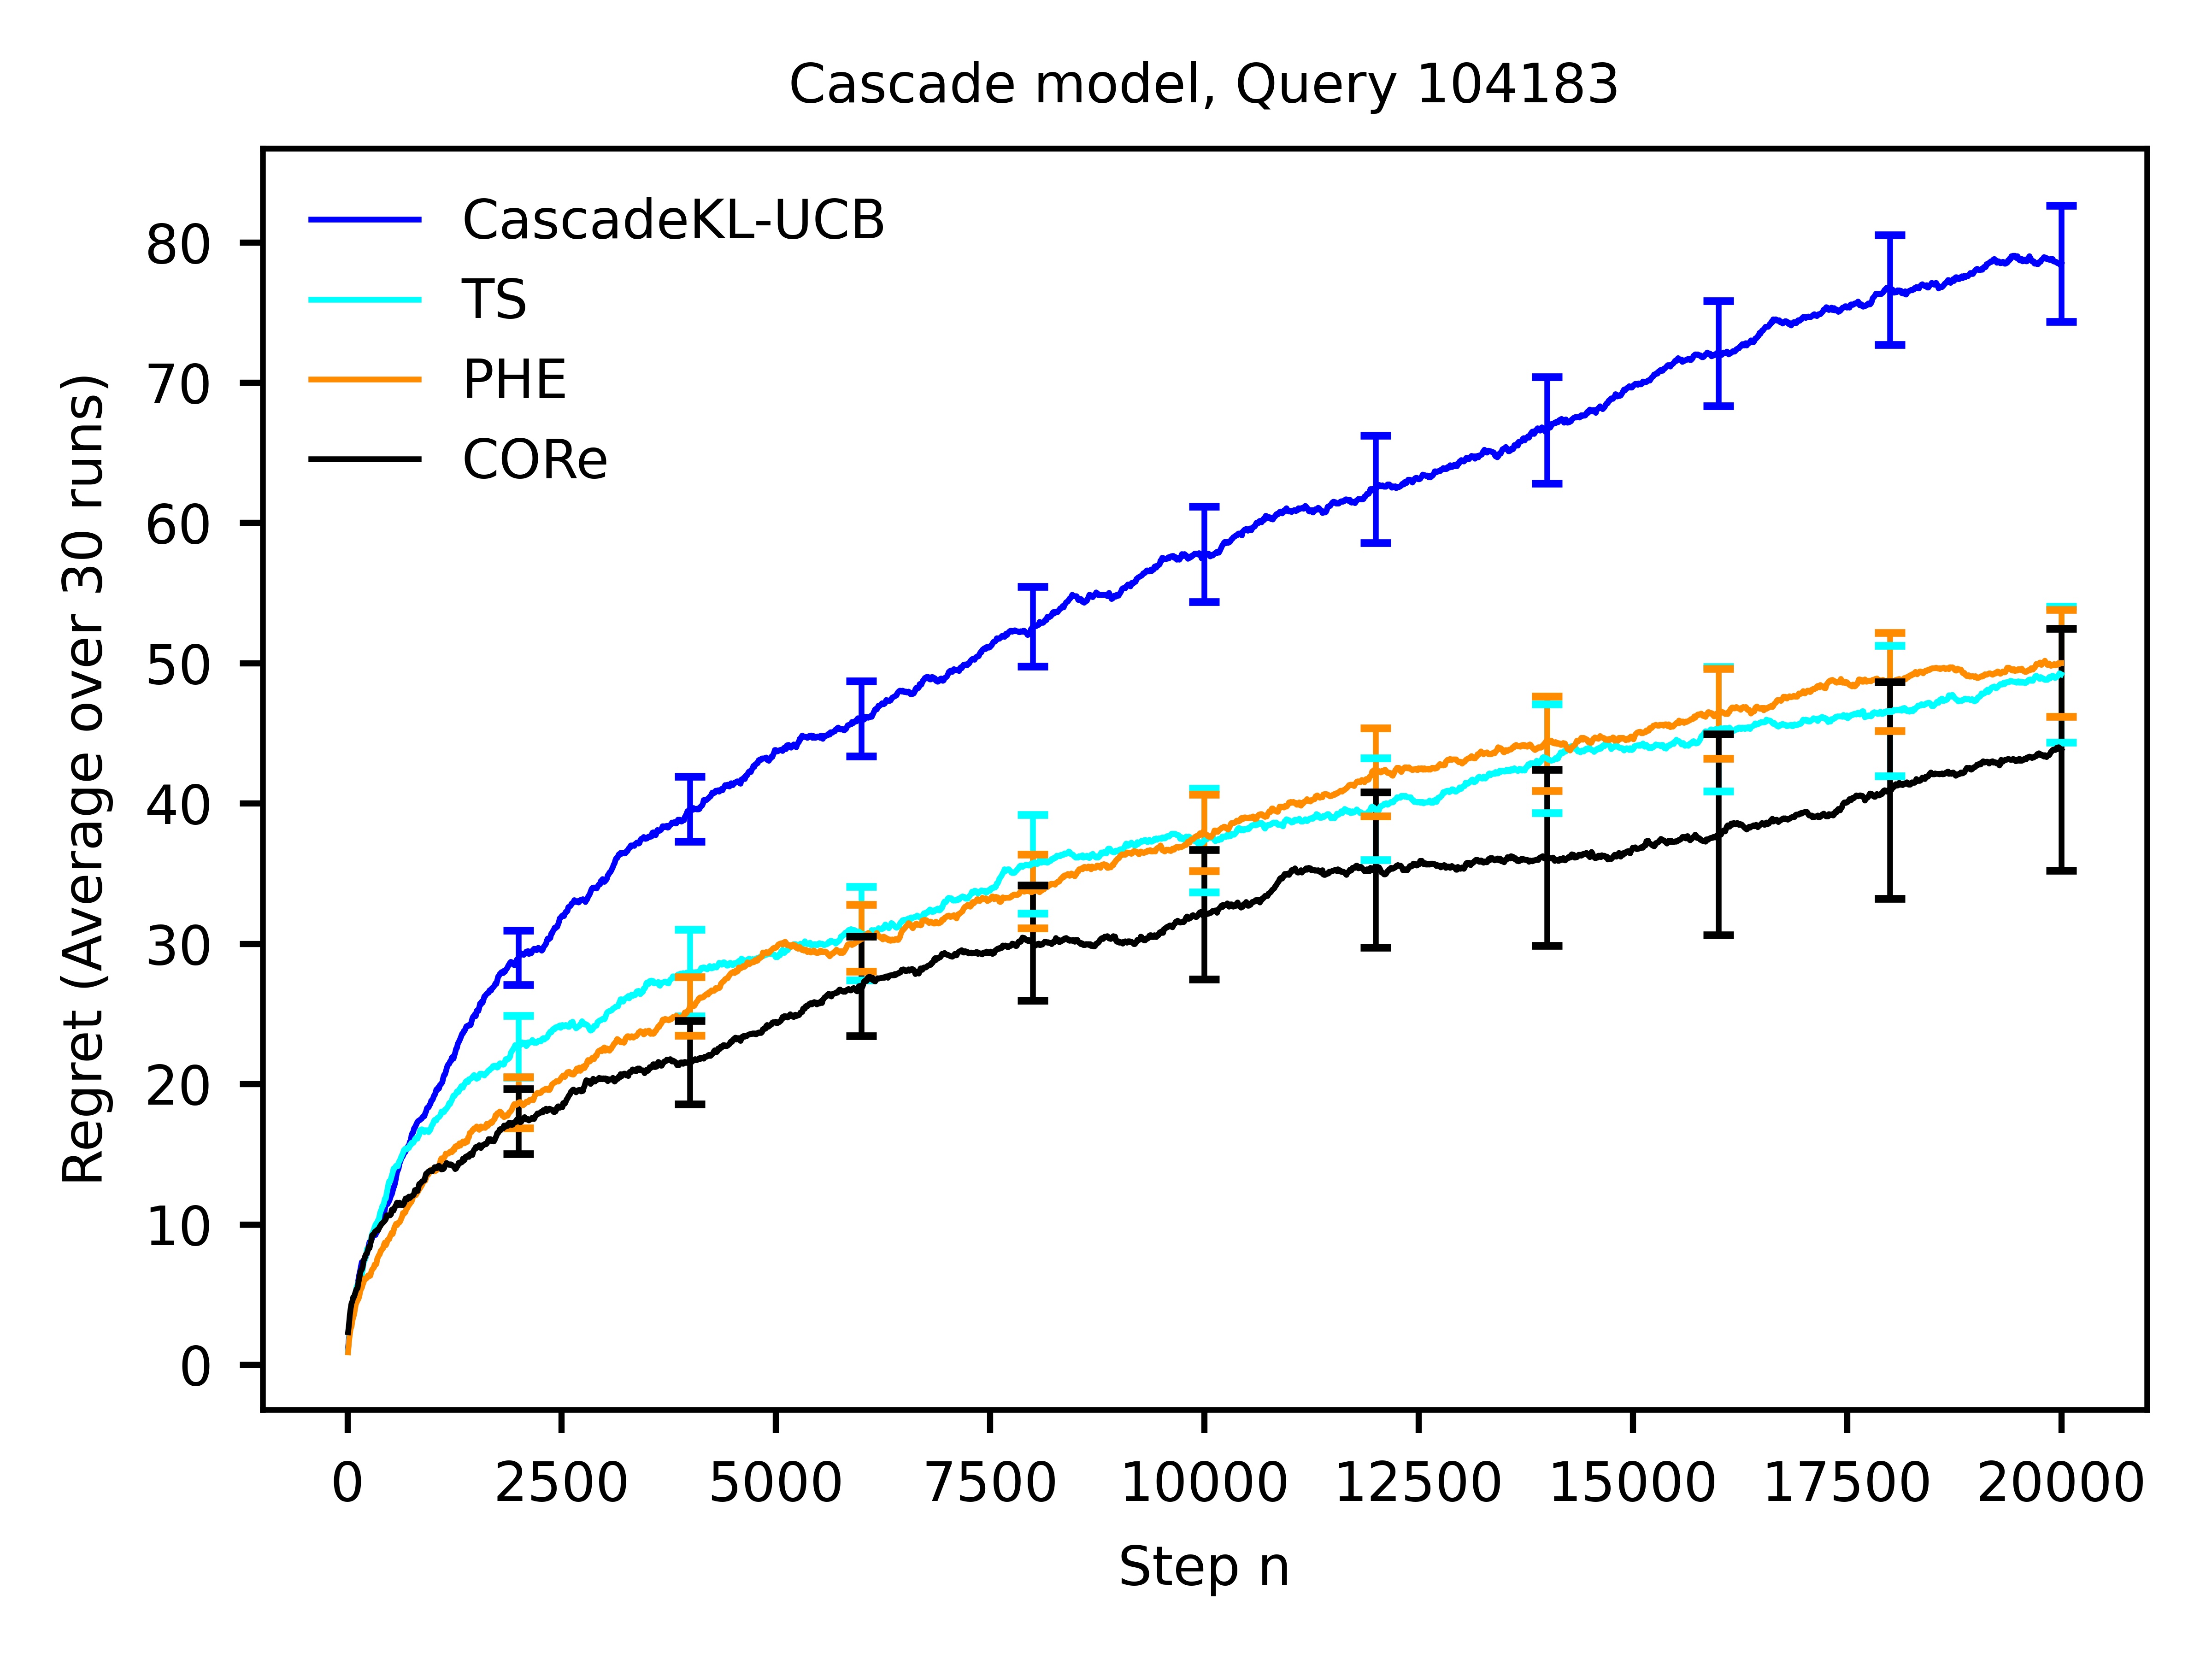 Cascade model, Query 104183
CascadeKL-UCB
TS
PHE
CORe
Regret (Average over 30 runs)
80
70
60
50
40
30
20
10
0
0 2500 5000 7500 10000 12500 15000 17500 20000
Step n